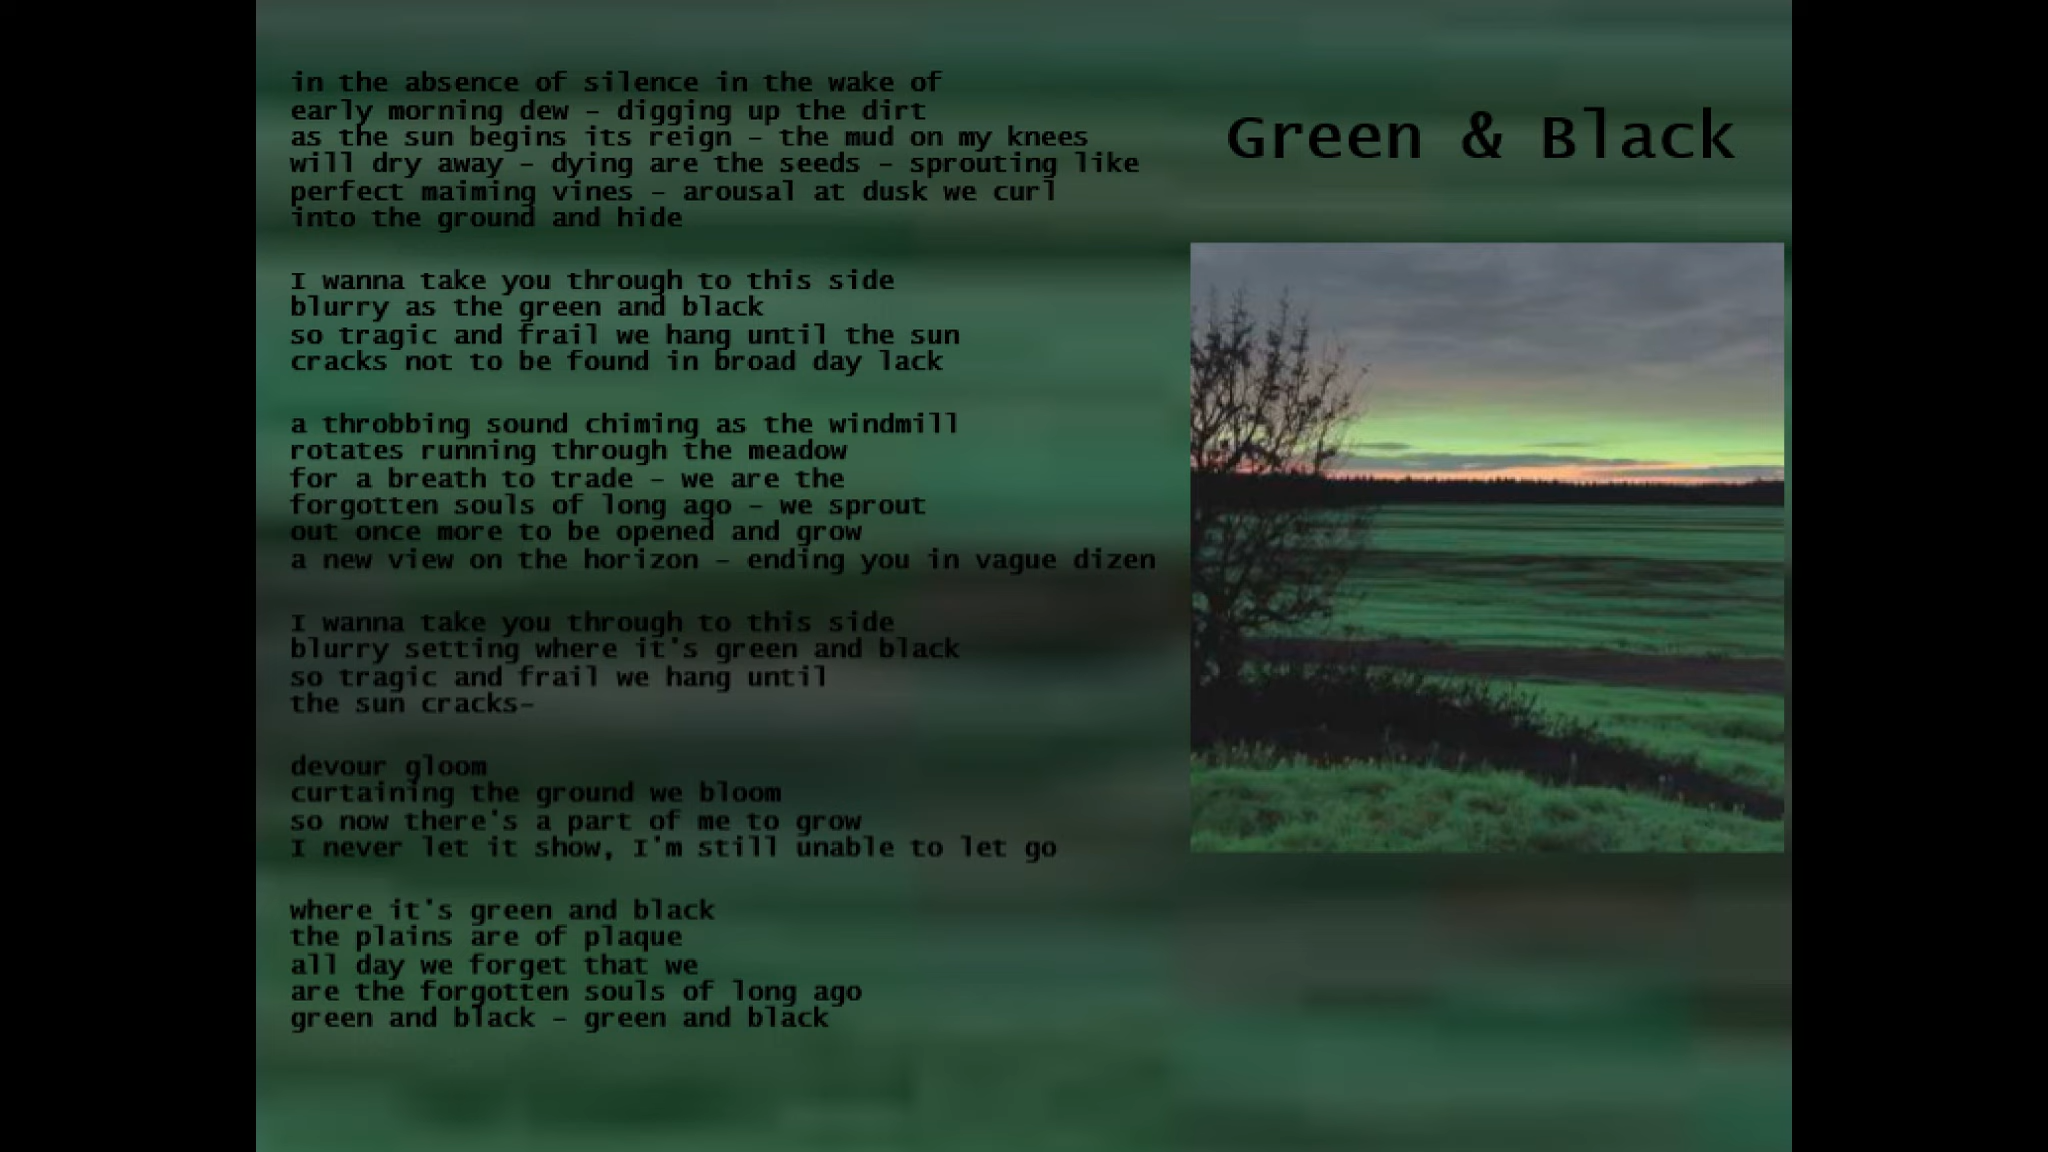 in the absence of silence in the wake of
early morning dew - digging up the dirt
as the sun begins its reign - the mud on my knees
will dry away - dying are the seeds - sprouting like
perfect maiming vines - arousal at dusk we curl
into the ground and hide
I wanna take you through to this side
blurry as the green and black
so tragic and frail we hang until the sun
cracks not to be found in broad day lack
a throbbing sound chiming as the windmill
rotates running through the meadow
for a breath to trade - we are the
forgotten souls of long ago - we sprout
out once more to be opened and grow
a new view on the horizon - ending you in vague dizen
I wanna take you through to this side
blurry setting where it's green and black
so tragic and frail we hang until
the sun cracks-
devour gloom
curtaining the ground we bloom
so now there's a part of me to grow
I never let it show, I'm still unable to let go
where it's green and black
the plains are of plaque
all day we forget that we
are the forgotten souls of long ago
green and black - green and black
Green & Black